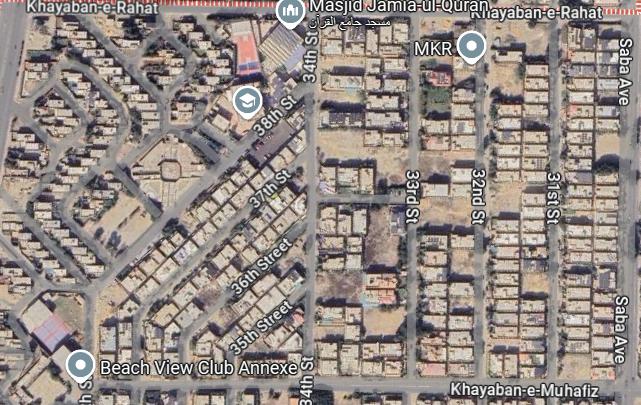 Khayaban-e-Rahat
Masjid Jamia-ul-Quran
مسجد جامع القرآن
Khayaban-e-Rahat
MKR
34th St
Saba Ave
38th St
37th St
33rd St
32nd St
31st St
36th Street
35th Street
Saba Ave
Beach View Club Annexe
34th St
Khayaban-e-Muhafiz